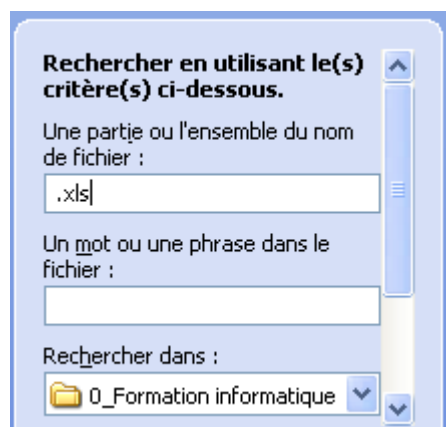 Rechercher en utilisant le(s)
critère(s) ci-dessous.
Une partie ou l'ensemble du nom
de fichier :
.xls
Un mot ou une phrase dans le
fichier :
Rechercher dans :
0_Formation informatique